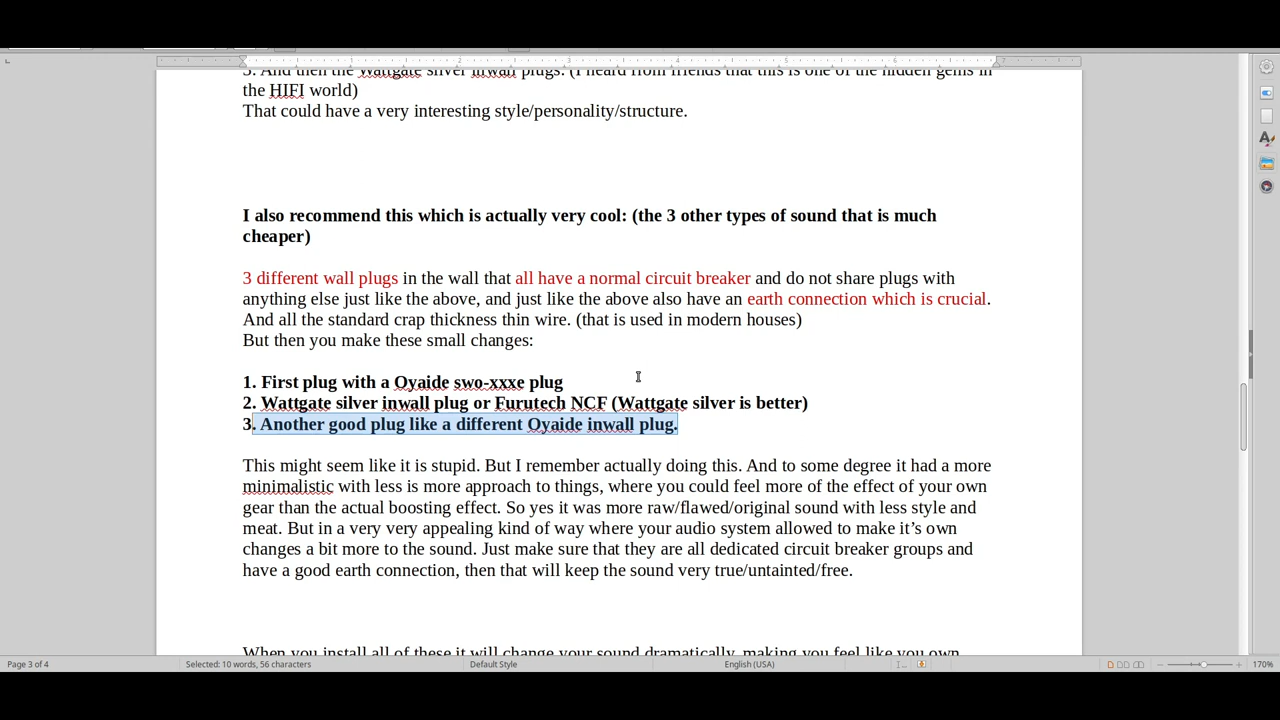 3. And then the Wattgate silver inwall plugs. (I heard from friends that this is one of the hidden gems in
the HIFI world)
That could have a very interesting style/personality/structure.
I also recommend this which is actually very cool: (the 3 other types of sound that is much
cheaper)
3 different wall plugs in the wall that all have a normal circuit breaker and do not share plugs with
anything else just like the above, and just like the above also have an earth connection which is crucial.
And all the standard crap thickness thin wire. (that is used in modern houses)
But then you make these small changes:
1. First plug with a Oyaide swo-xxxe plug
2. Wattgate silver inwall plug or Furutech NCF (Wattgate silver is better)
3. Another good plug like a different Oyaide inwall plug.
This might seem like it is stupid. But I remember actually doing this. And to some degree it had a more
minimalistic with less is more approach to things, where you could feel more of the effect of your own
gear than the actual boosting effect. So yes it was more raw/flawed/original sound with less style and
meat. But in a very very appealing kind of way where your audio system allowed to make it's own
changes a bit more to the sound. Just make sure that they are all dedicated circuit breaker groups and
have a good earth connection, then that will keep the sound very true/untainted/free.
When you install all of these it will change your sound dramatically, making you feel like you own
Page 3 of 4
Selected: 10 words, 56 characters
Default Style
English (USA)
170%